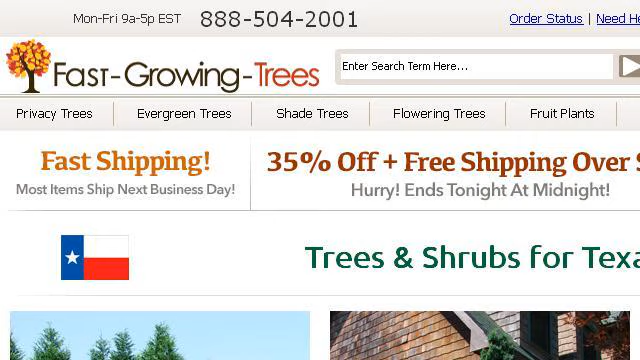 Mon-Fri 9a-5p EST 888-504-2001 Order Status | Need
Fast-Growing-Trees
Enter Search Term Here...
Privacy Trees Evergreen Trees Shade Trees Flowering Trees Fruit Plants
Fast Shipping! 35% Off + Free Shipping Over
Most Items Ship Next Business Day! Hurry! Ends Tonight At Midnight!
Trees & Shrubs for